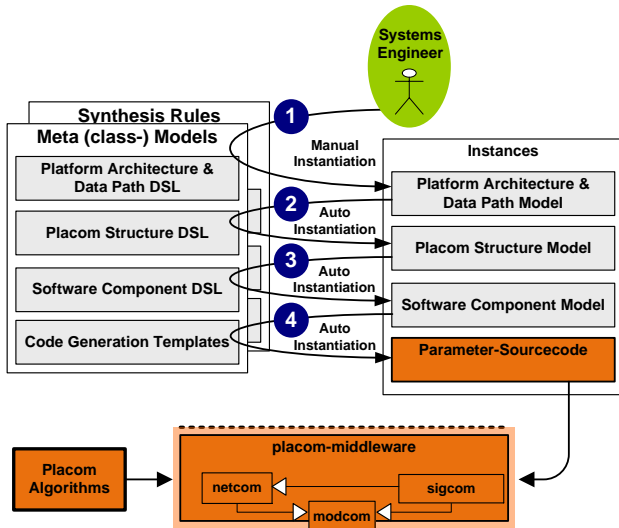 Systems
Engineer
Synthesis Rules
1
Meta (class-) Models
Manual
Instantiation
Instances
Platform Architecture &
Data Path DSL
Platform Architecture &
Data Path Model
2
Auto
Instantiation
Placom Structure DSL
Placom Structure Model
3
Auto
Instantiation
Software Component DSL
Software Component Model
4
Auto
Instantiation
Code Generation Templates
Parameter-Sourcecode
placom-middleware
Placom
Algorithms
netcom
sigcom
modcom